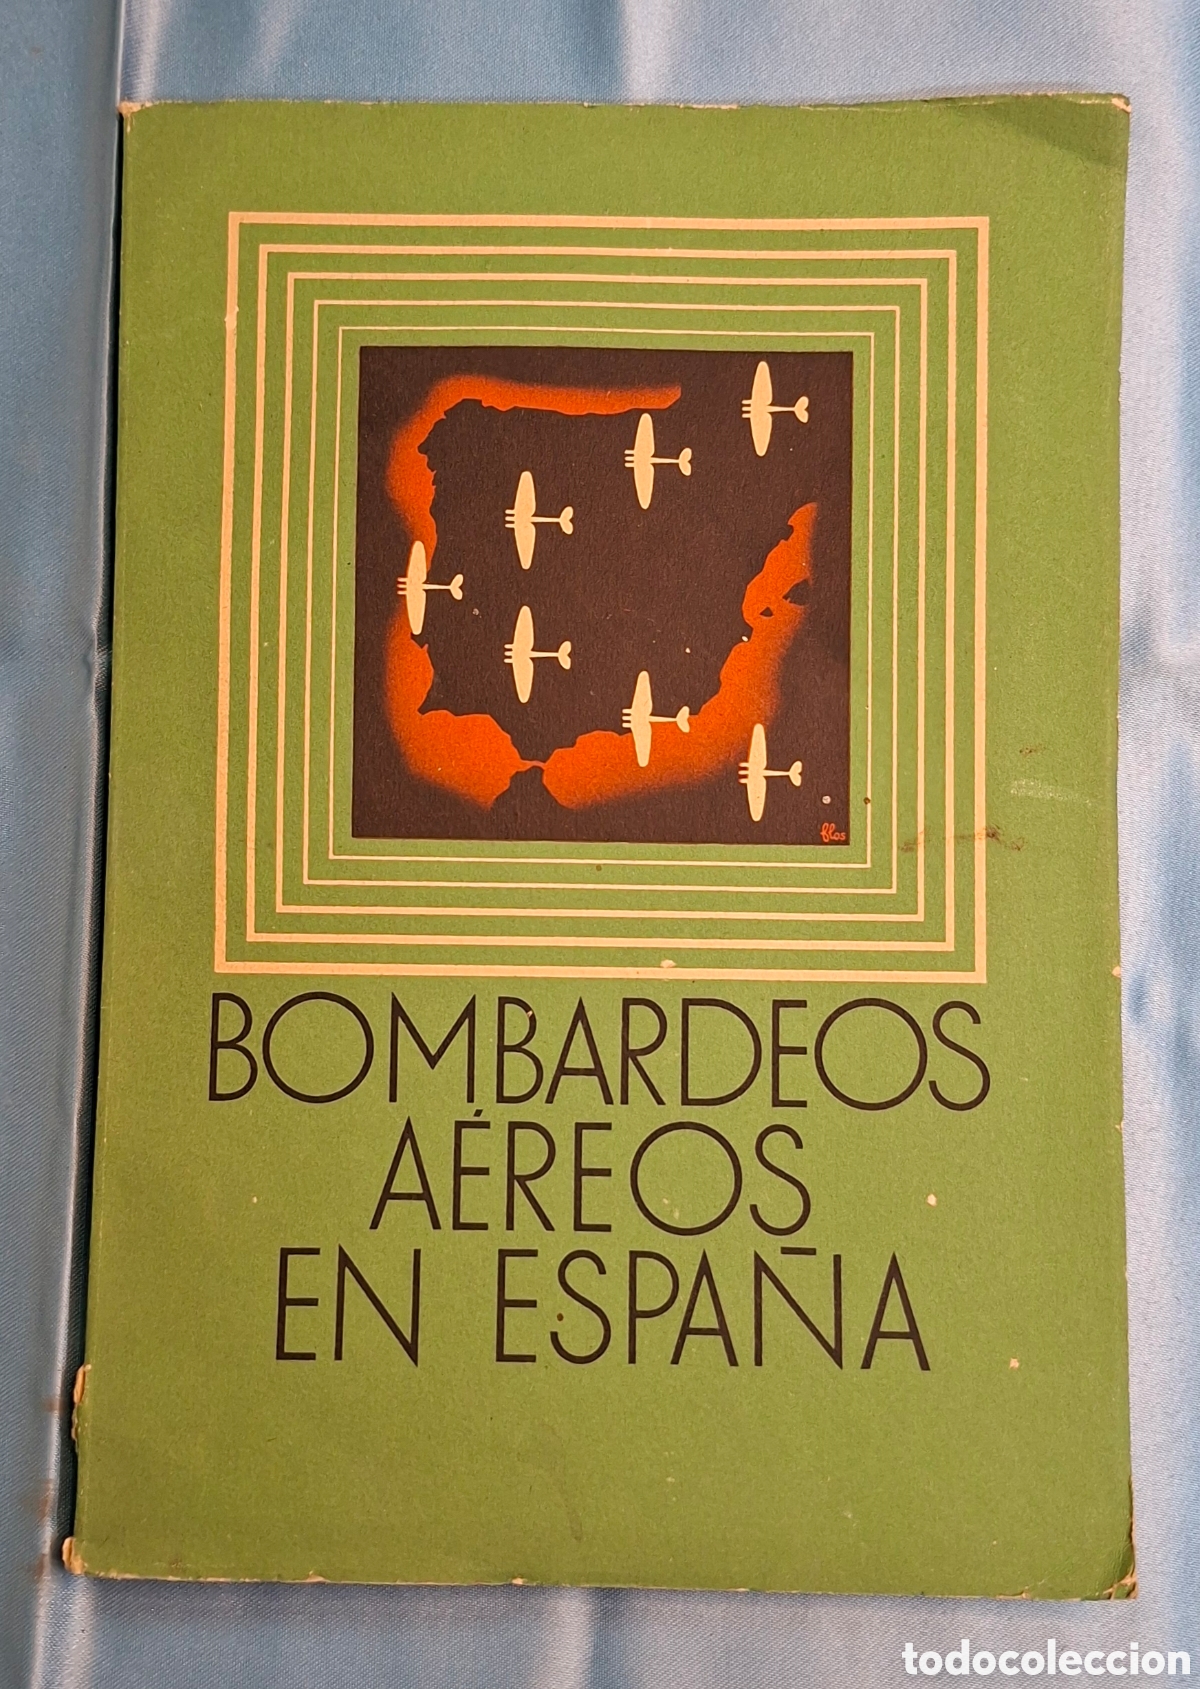 flos
BOMBARDEOS
AÉREOS
EN ESPAÑA
todocoleccion